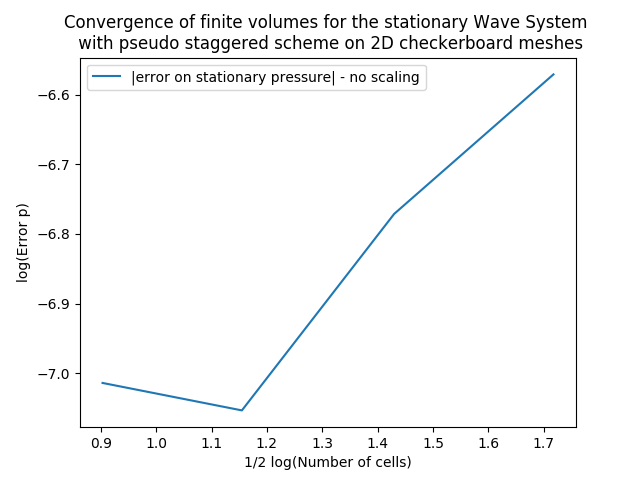 Convergence of finite volumes for the stationary Wave System
with pseudo staggered scheme on 2D checkerboard meshes
|error on stationary pressure| - no scaling
−6.6
−6.7
−6.8
−6.9
−7.0
log(Error p)
0.9 1.0 1.1 1.2 1.3 1.4 1.5 1.6 1.7
1/2 log(Number of cells)